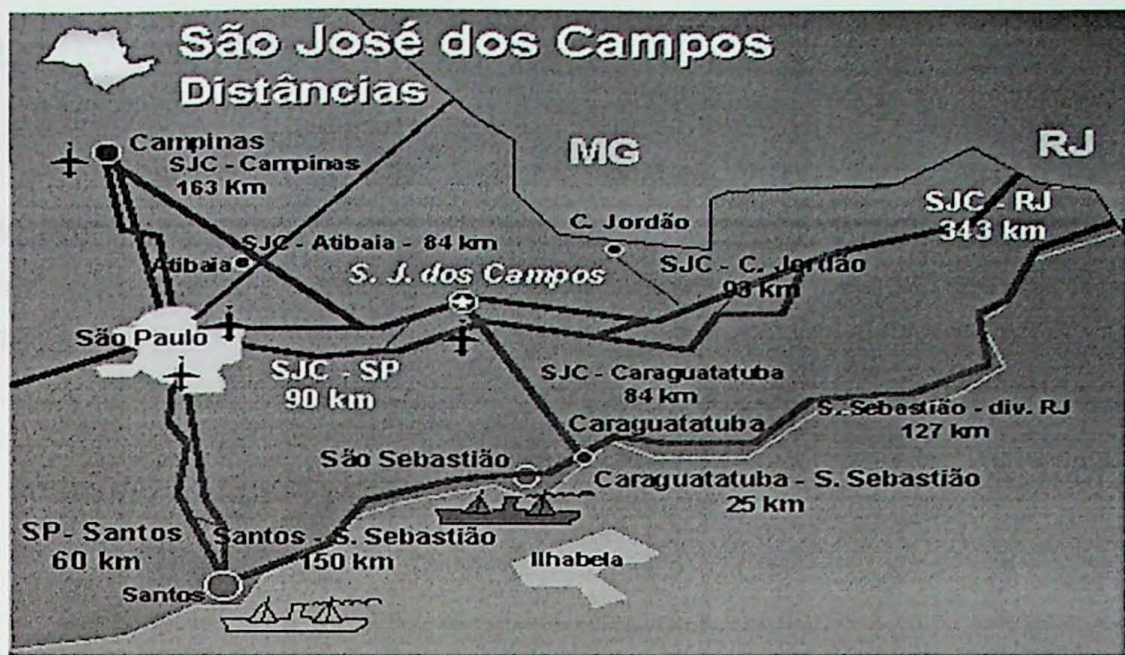 São José dos Campos
Distâncias
Campinas
SJC - Campinas
163 Km
MG
RJ
C. Jordão
SJC - RJ
343 km
SJC - Atibaia - 84 km
Atibaia
S. J. dos Campos
SJC - C. Jordão
93 km
São Paulo
SJC - SP
90 km
SJC - Caraguatatuba
84 km
S. Sebastião - div. RJ
127 km
Caraguatatuba
São Sebastião
Caraguatatuba - S. Sebastião
25 km
SP- Santos
60 km
Santos - S. Sebastião
150 km
Ilhabela
Santos